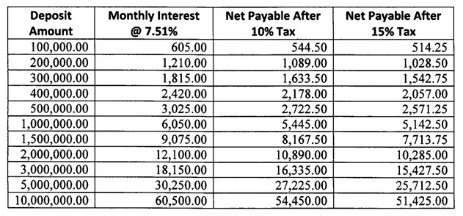 Deposit Amount | Monthly Interest @ 7.51% | Net Payable After 10% Tax | Net Payable After 15% Tax
100,000.00 | 605.00 | 544.50 | 514.25
200,000.00 | 1,210.00 | 1,089.00 | 1,028.50
300,000.00 | 1,815.00 | 1,633.50 | 1,542.75
400,000.00 | 2,420.00 | 2,178.00 | 2,057.00
500,000.00 | 3,025.00 | 2,722.50 | 2,571.25
1,000,000.00 | 6,050.00 | 5,445.00 | 5,142.50
1,500,000.00 | 9,075.00 | 8,167.50 | 7,713.75
2,000,000.00 | 12,100.00 | 10,890.00 | 10,285.00
3,000,000.00 | 18,150.00 | 16,335.00 | 15,427.50
5,000,000.00 | 30,250.00 | 27,225.00 | 25,712.50
10,000,000.00 | 60,500.00 | 54,450.00 | 51,425.00